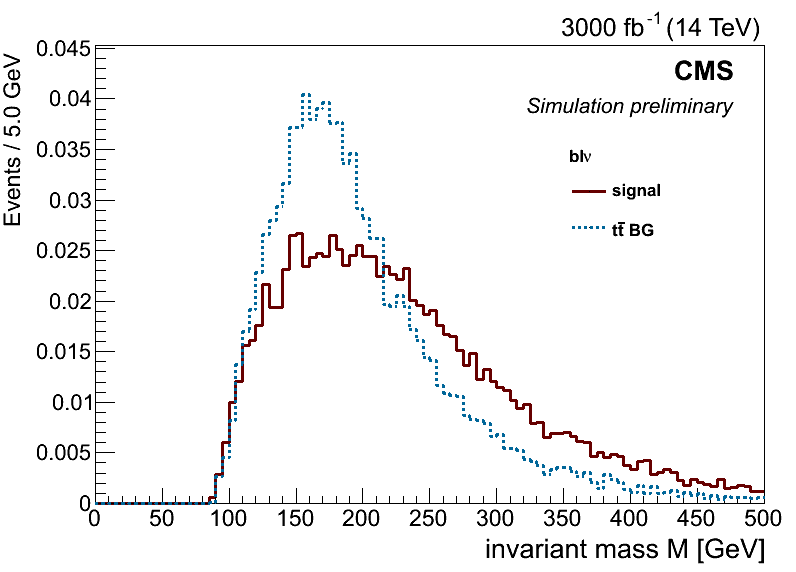 3000 fb⁻¹ (14 TeV)
Events / 5.0 GeV
0.045
0.04
0.035
0.03
0.025
0.02
0.015
0.01
0.005
0
CMS
Simulation preliminary
blν
signal
tt̄ BG
0 50 100 150 200 250 300 350 400 450 500
invariant mass M [GeV]